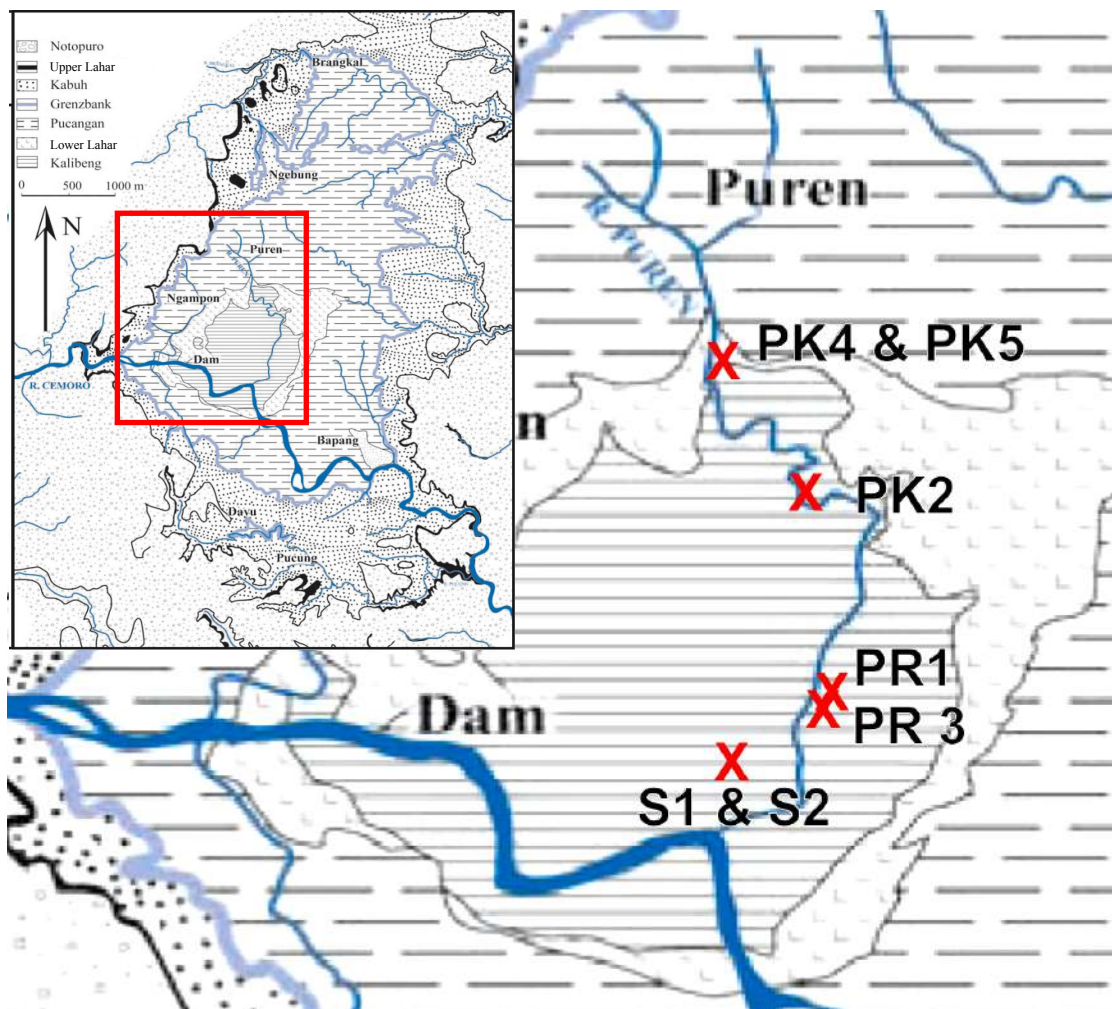 Notopuro
Upper Lahar
Kabuh
Grenzbank
Pucangan
Lower Lahar
Kalibeng
0 500 1000 m
N
Brangkal
Ngebung
Puren
R. PUREN
Ngampon
Dam
R. CEMORO
Bapang
Dayu
Pucung
Puren
R. PUREN
PK4 & PK5
n
PK2
PR1
PR 3
Dam
S1 & S2